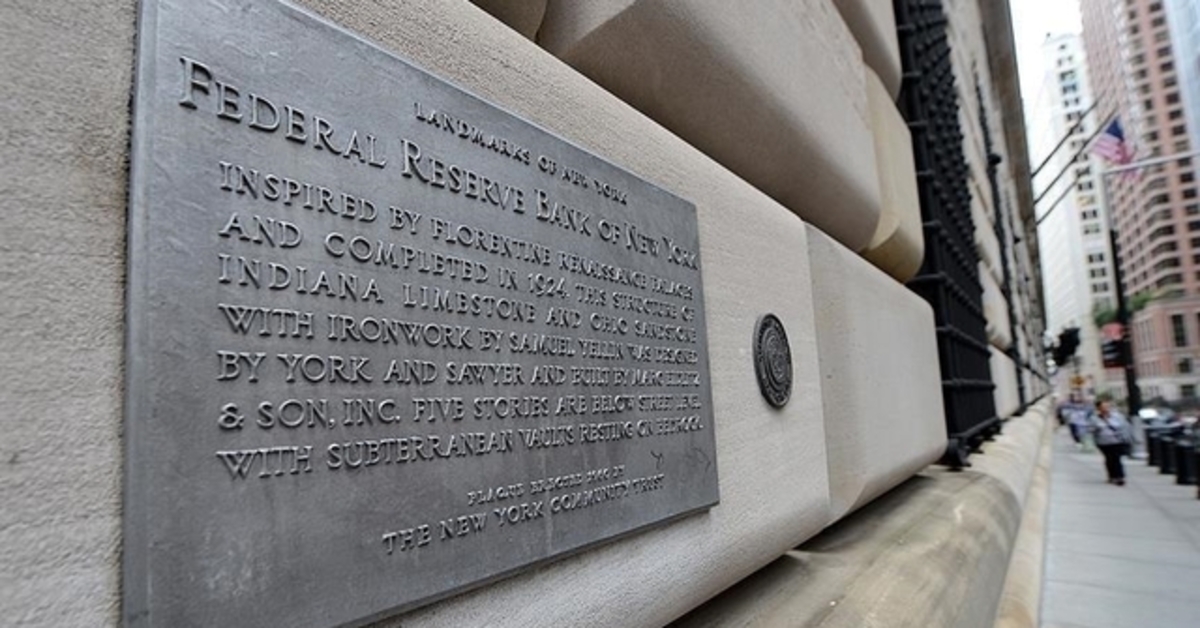 LANDMARKS OF NEW YORK
FEDERAL RESERVE BANK OF NEW YORK
INSPIRED BY FLORENTINE RENAISSANCE PALACES
AND COMPLETED IN 1924, THIS STRUCTURE OF
INDIANA LIMESTONE AND OHIO SANDSTONE
WITH IRONWORK BY SAMUEL YELLIN WAS DESIGNED
BY YORK AND SAWYER AND BUILT BY MARC EIDLITZ
& SON, INC. FIVE STORIES ARE BELOW STREET LEVEL
WITH SUBTERRANEAN VAULTS RESTING ON BEDROCK.
PLAQUE ERECTED BY
THE NEW YORK COMMUNITY TRUST